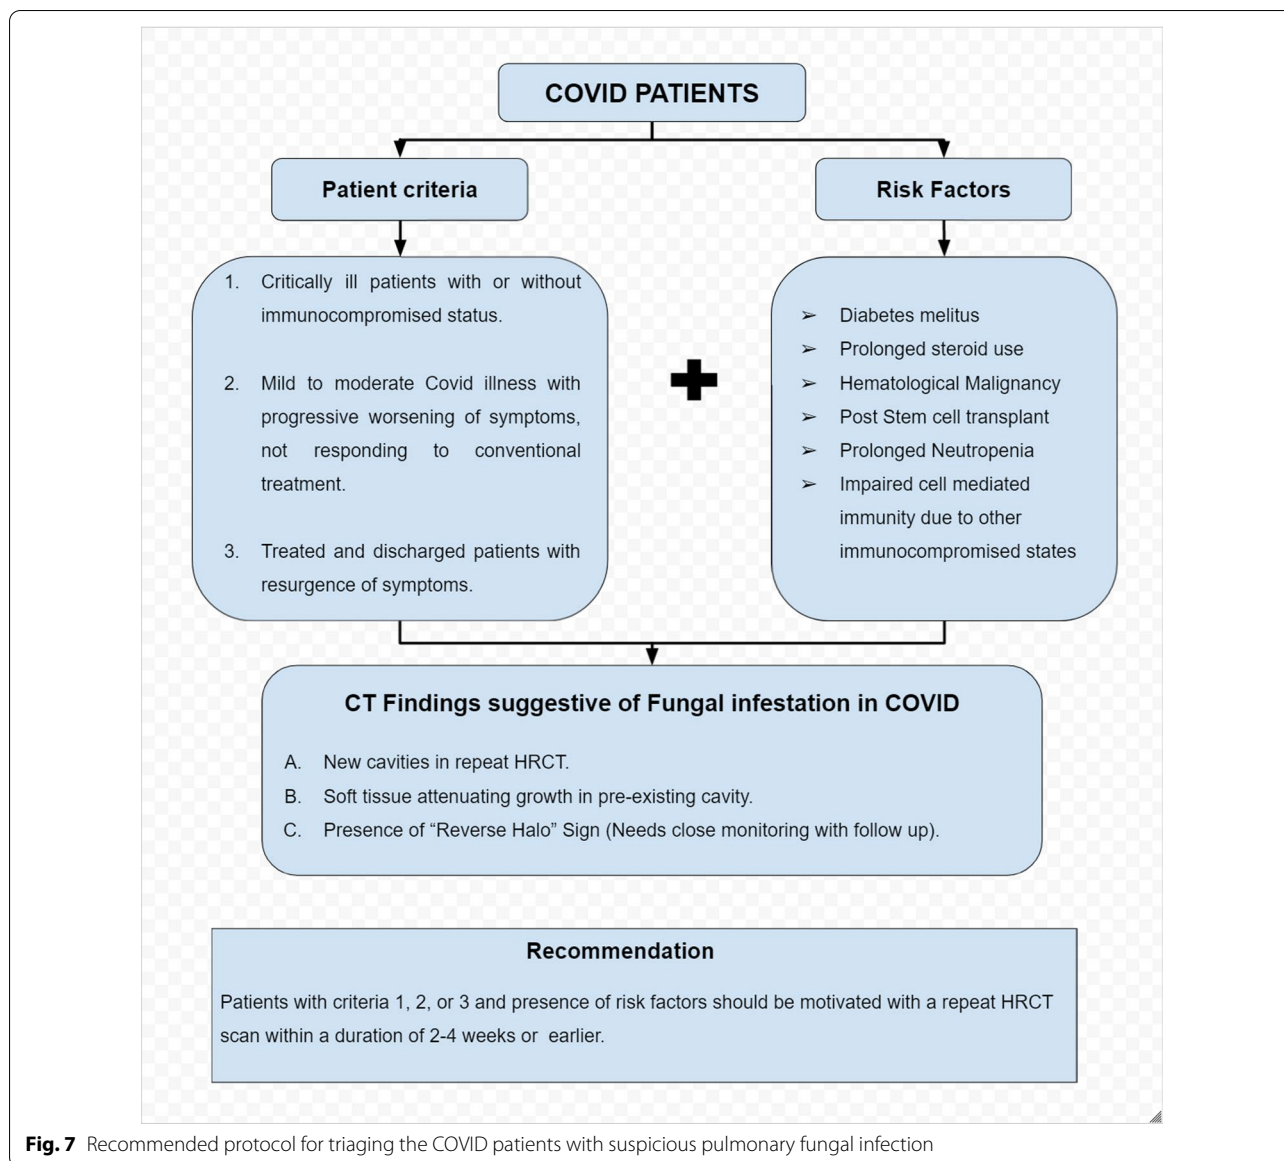 COVID PATIENTS
Patient criteria
1. Critically ill patients with or without
immunocompromised status.
2. Mild to moderate Covid illness with
progressive worsening of symptoms,
not responding to conventional
treatment.
3. Treated and discharged patients with
resurgence of symptoms.
Risk Factors
➢ Diabetes melitus
➢ Prolonged steroid use
➢ Hematological Malignancy
➢ Post Stem cell transplant
➢ Prolonged Neutropenia
➢ Impaired cell mediated
immunity due to other
immunocompromised states
CT Findings suggestive of Fungal infestation in COVID
A. New cavities in repeat HRCT.
B. Soft tissue attenuating growth in pre-existing cavity.
C. Presence of “Reverse Halo” Sign (Needs close monitoring with follow up).
Recommendation
Patients with criteria 1, 2, or 3 and presence of risk factors should be motivated with a repeat HRCT
scan within a duration of 2-4 weeks or earlier.
Fig. 7 Recommended protocol for triaging the COVID patients with suspicious pulmonary fungal infection